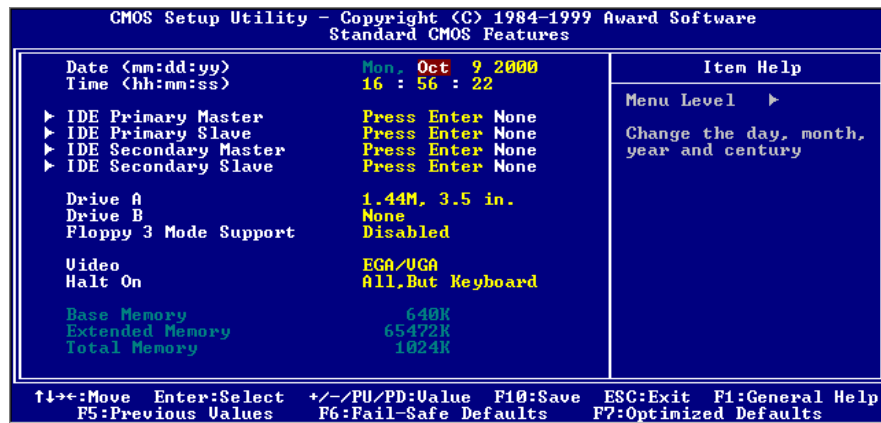 CMOS Setup Utility – Copyright (C) 1984–1999 Award Software
Standard CMOS Features
Date (mm:dd:yy) Mon, Oct 9 2000
Time (hh:mm:ss) 16 : 56 : 22
▶ IDE Primary Master Press Enter None
▶ IDE Primary Slave Press Enter None
▶ IDE Secondary Master Press Enter None
▶ IDE Secondary Slave Press Enter None
Drive A 1.44M, 3.5 in.
Drive B None
Floppy 3 Mode Support Disabled
Video EGA/VGA
Halt On All,But Keyboard
Base Memory 640K
Extended Memory 65472K
Total Memory 1024K
Item Help
Menu Level ▶
Change the day, month,
year and century
↑↓→←:Move Enter:Select +/-/PU/PD:Value F10:Save ESC:Exit F1:General Help
F5:Previous Values F6:Fail-Safe Defaults F7:Optimized Defaults